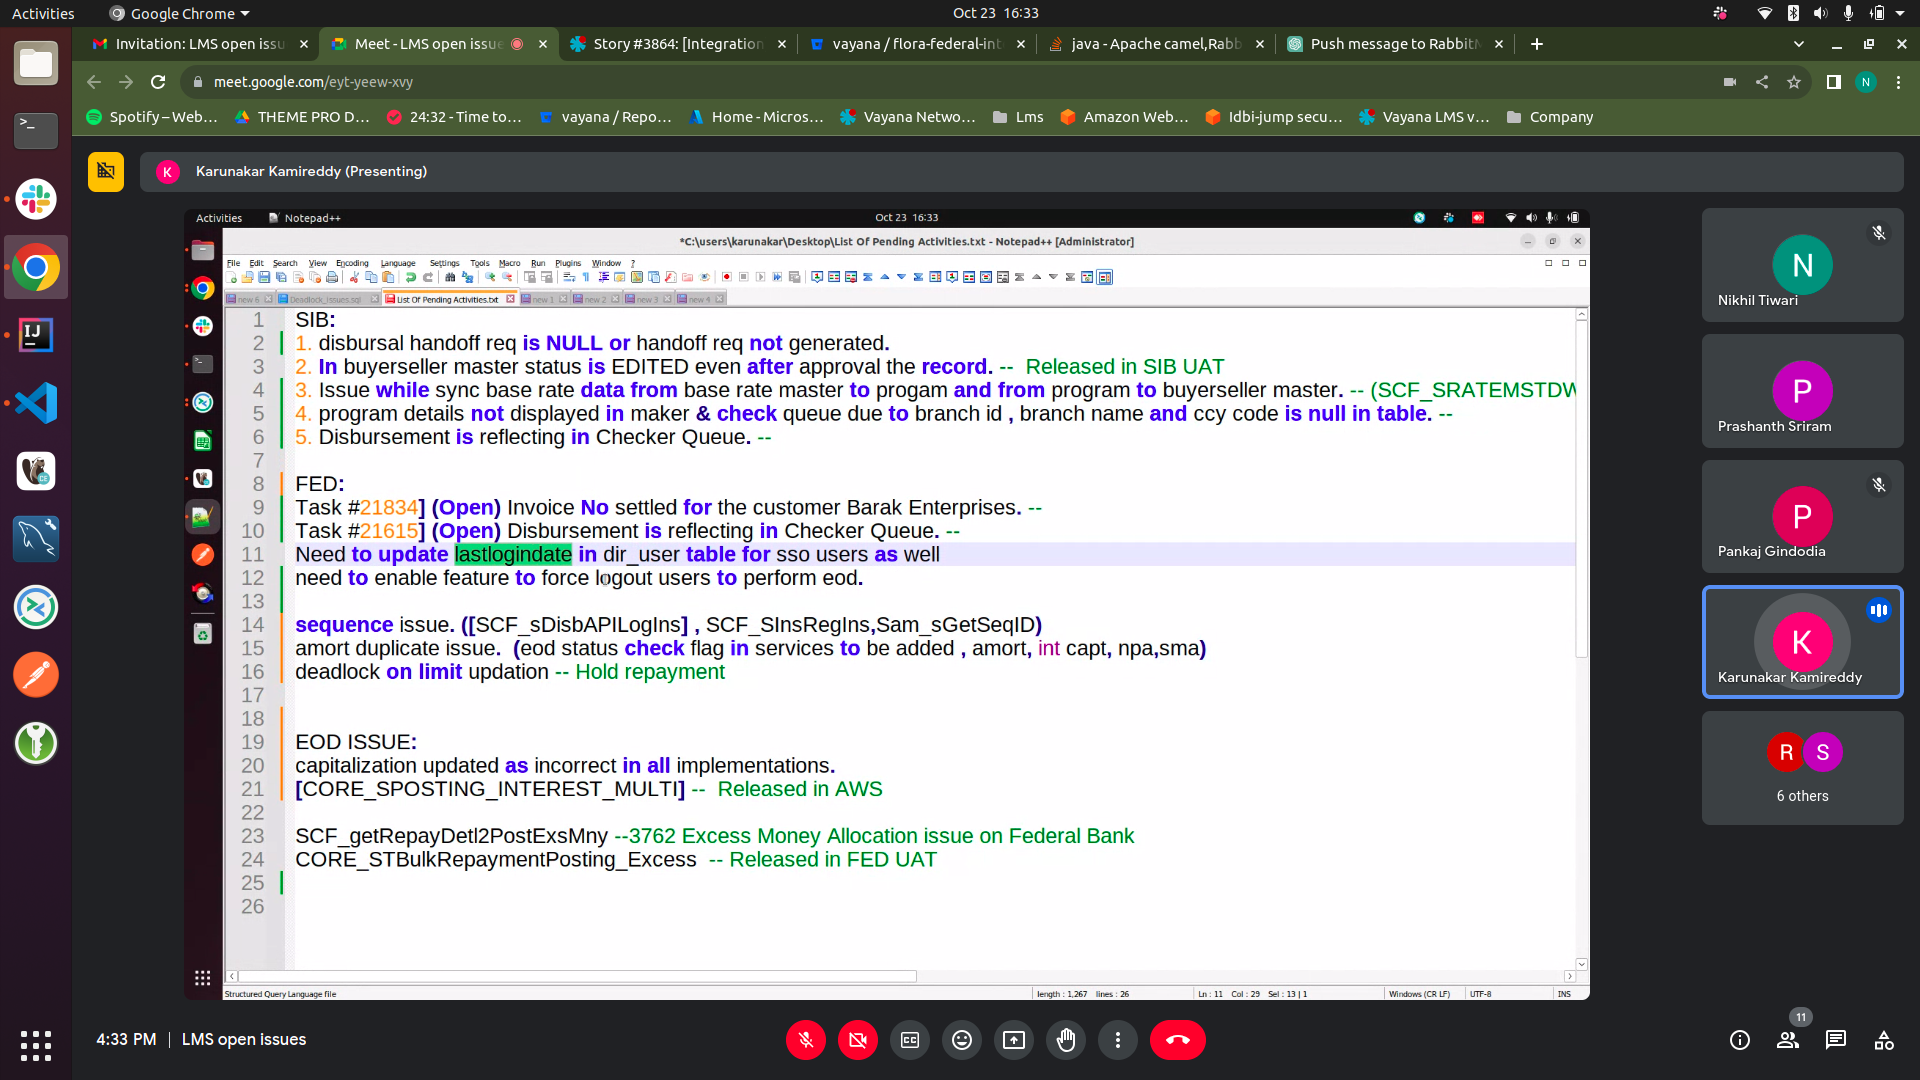 Activities
Google Chrome
Oct 23 16:33
Invitation: LMS open issu
Meet - LMS open issue
Story #3864: [Integration
vayana / flora-federal-int
java - Apache camel,Rabb
Push message to RabbitM
meet.google.com/eyt-yeew-xvy
Spotify – Web...
THEME PRO D...
24:32 - Time to...
vayana / Repo...
Home - Micros...
Vayana Netwo...
Lms
Amazon Web...
Idbi-jump secu...
Vayana LMS v...
Company
K
Karunakar Kamireddy (Presenting)
Activities
Notepad++
Oct 23 16:33
*C:\users\karunakar\Desktop\List Of Pending Activities.txt - Notepad++ [Administrator]
File Edit Search View Encoding Language Settings Tools Macro Run Plugins Window ?
new 6
Deadlock_Issues.sql
List Of Pending Activities.txt
new 1
new 2
new 3
new 4
1 SIB:
2 1. disbursal handoff req is NULL or handoff req not generated.
3 2. In buyerseller master status is EDITED even after approval the record. -- Released in SIB UAT
4 3. Issue while sync base rate data from base rate master to progam and from program to buyerseller master. -- (SCF_SRATEMSTDW
5 4. program details not displayed in maker & check queue due to branch id , branch name and ccy code is null in table. --
6 5. Disbursement is reflecting in Checker Queue. --
7
8 FED:
9 Task #21834] (Open) Invoice No settled for the customer Barak Enterprises. --
10 Task #21615] (Open) Disbursement is reflecting in Checker Queue. --
11 Need to update lastlogindate in dir_user table for sso users as well
12 need to enable feature to force logout users to perform eod.
13
14 sequence issue. ([SCF_sDisbAPILogIns] , SCF_SInsRegIns,Sam_sGetSeqID)
15 amort duplicate issue. (eod status check flag in services to be added , amort, int capt, npa,sma)
16 deadlock on limit updation -- Hold repayment
17
18
19 EOD ISSUE:
20 capitalization updated as incorrect in all implementations.
21 [CORE_SPOSTING_INTEREST_MULTI] -- Released in AWS
22
23 SCF_getRepayDetl2PostExsMny --3762 Excess Money Allocation issue on Federal Bank
24 CORE_STBulkRepaymentPosting_Excess -- Released in FED UAT
25
26
Structured Query Language file
length : 1,267 lines : 26
Ln : 11 Col : 29 Sel : 13 | 1
Windows (CR LF)
UTF-8
INS
N
Nikhil Tiwari
P
Prashanth Sriram
P
Pankaj Gindodia
K
Karunakar Kamireddy
R S
6 others
4:33 PM | LMS open issues
11